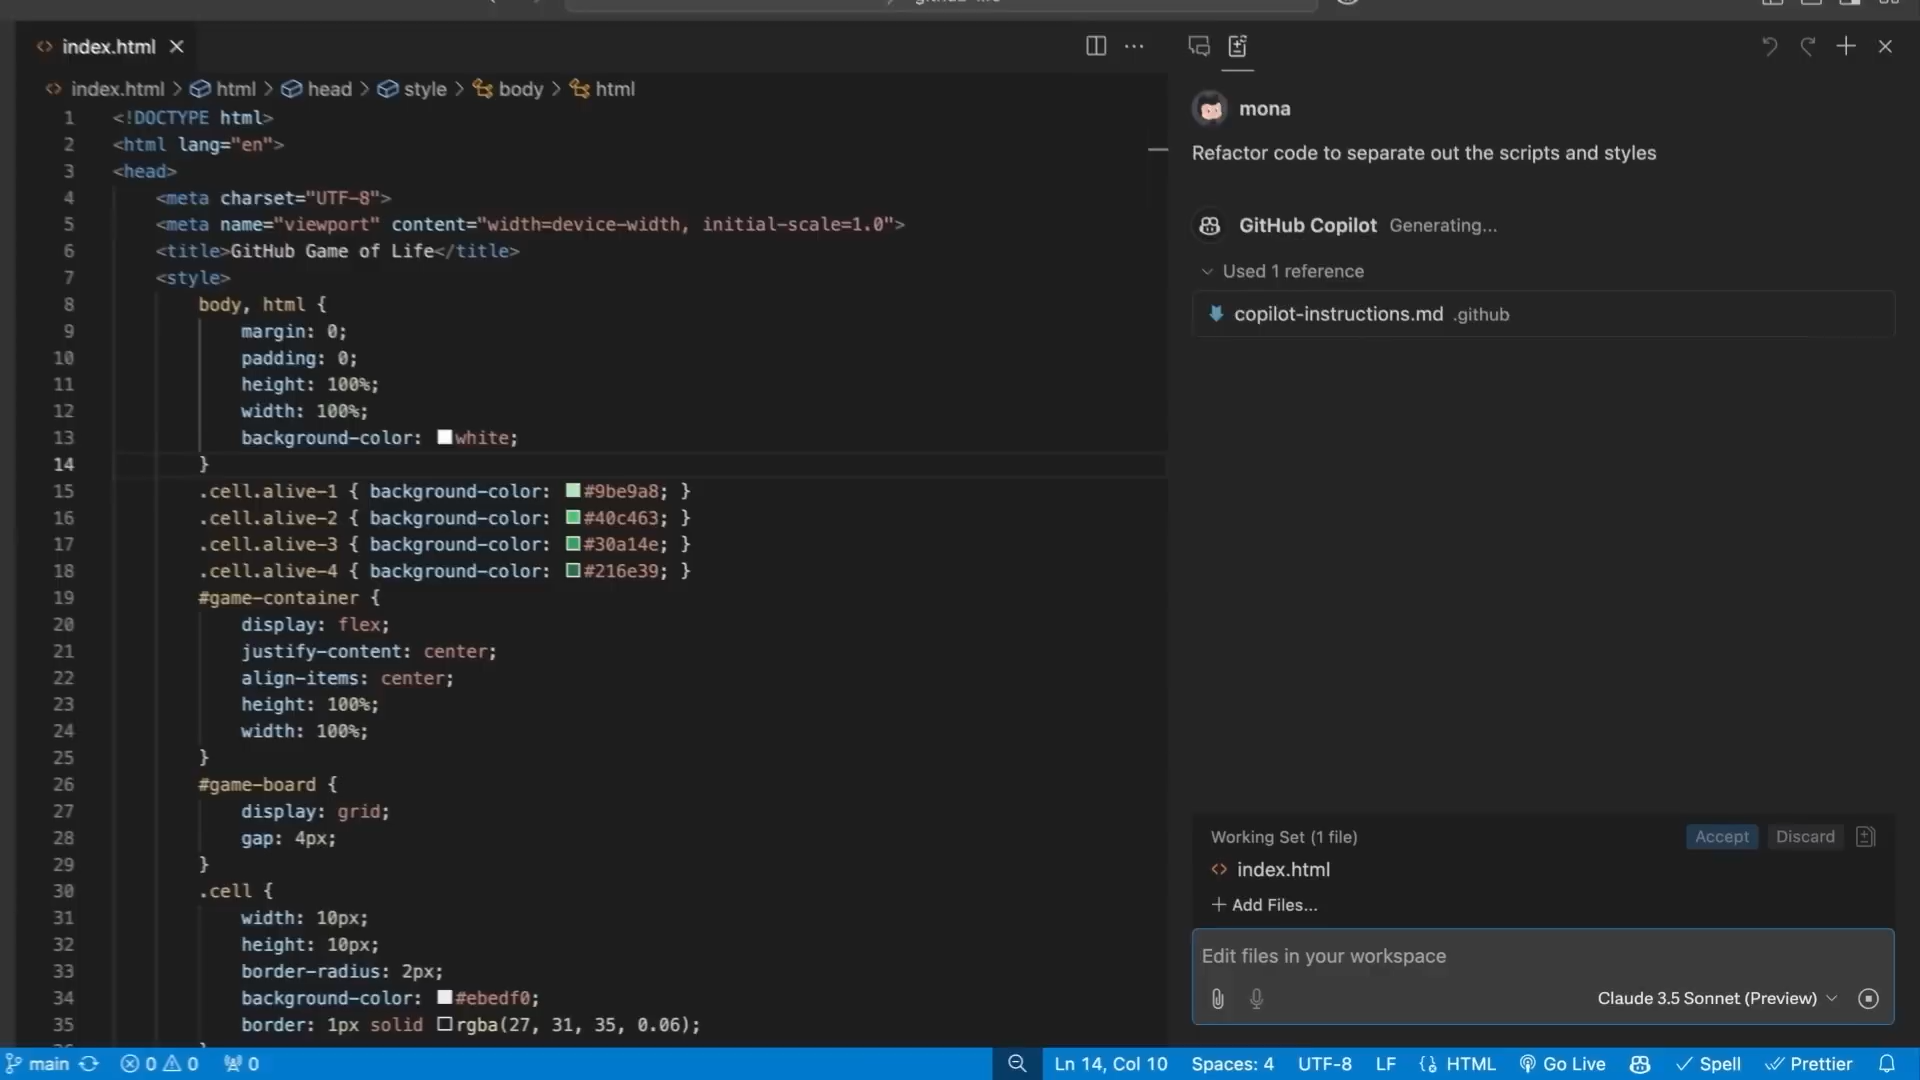 index.html
index.html > html > head > style > body > html
1 <!DOCTYPE html>
2 <html lang="en">
3 <head>
4 <meta charset="UTF-8">
5 <meta name="viewport" content="width=device-width, initial-scale=1.0">
6 <title>GitHub Game of Life</title>
7 <style>
8 body, html {
9 margin: 0;
10 padding: 0;
11 height: 100%;
12 width: 100%;
13 background-color: white;
14 }
15 .cell.alive-1 { background-color: #9be9a8; }
16 .cell.alive-2 { background-color: #40c463; }
17 .cell.alive-3 { background-color: #30a14e; }
18 .cell.alive-4 { background-color: #216e39; }
19 #game-container {
20 display: flex;
21 justify-content: center;
22 align-items: center;
23 height: 100%;
24 width: 100%;
25 }
26 #game-board {
27 display: grid;
28 gap: 4px;
29 }
30 .cell {
31 width: 10px;
32 height: 10px;
33 border-radius: 2px;
34 background-color: #ebedf0;
35 border: 1px solid rgba(27, 31, 35, 0.06);
mona
Refactor code to separate out the scripts and styles
GitHub Copilot Generating...
Used 1 reference
copilot-instructions.md .github
Working Set (1 file) Accept Discard
index.html
+ Add Files...
Edit files in your workspace
Claude 3.5 Sonnet (Preview)
main 0 0 0 Ln 14, Col 10 Spaces: 4 UTF-8 LF {} HTML Go Live Spell Prettier